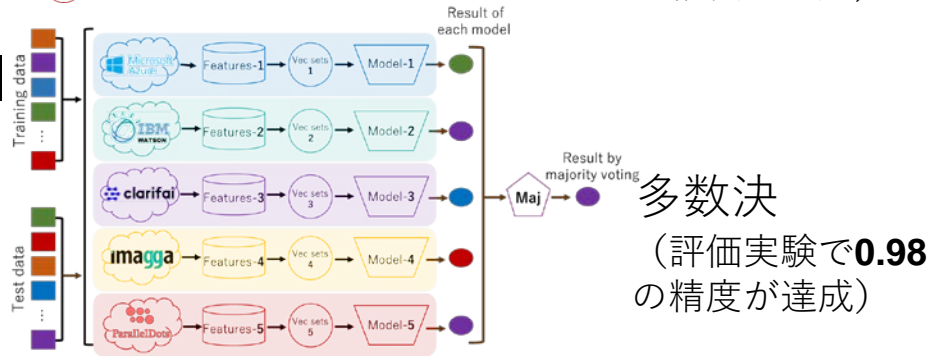 Result of
each model
Training data
Test data
Microsoft
Azure
Features-1
Vec sets
1
Model-1
IBM
WATSON
Features-2
Vec sets
2
Model-2
clarifai
Features-3
Vec sets
3
Model-3
imagga
Features-4
Vec sets
4
Model-4
ParallelDots
Features-5
Vec sets
5
Model-5
Maj
Result by
majority voting
多数決
（評価実験で0.98
の精度が達成）